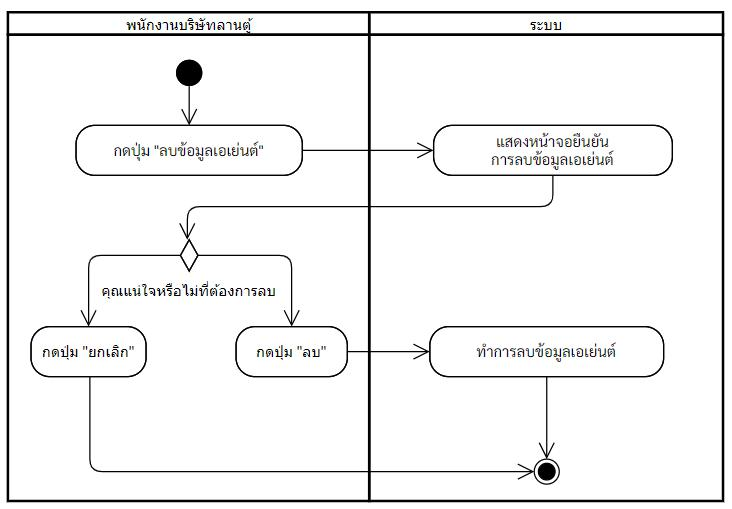 พนักงานบริษัทลานตู้
ระบบ
กดปุ่ม "ลบข้อมูลเอเย่นต์"
แสดงหน้าจอยืนยัน
การลบข้อมูลเอเย่นต์
คุณแน่ใจหรือไม่ที่ต้องการลบ
กดปุ่ม "ยกเลิก"
กดปุ่ม "ลบ"
ทำการลบข้อมูลเอเย่นต์